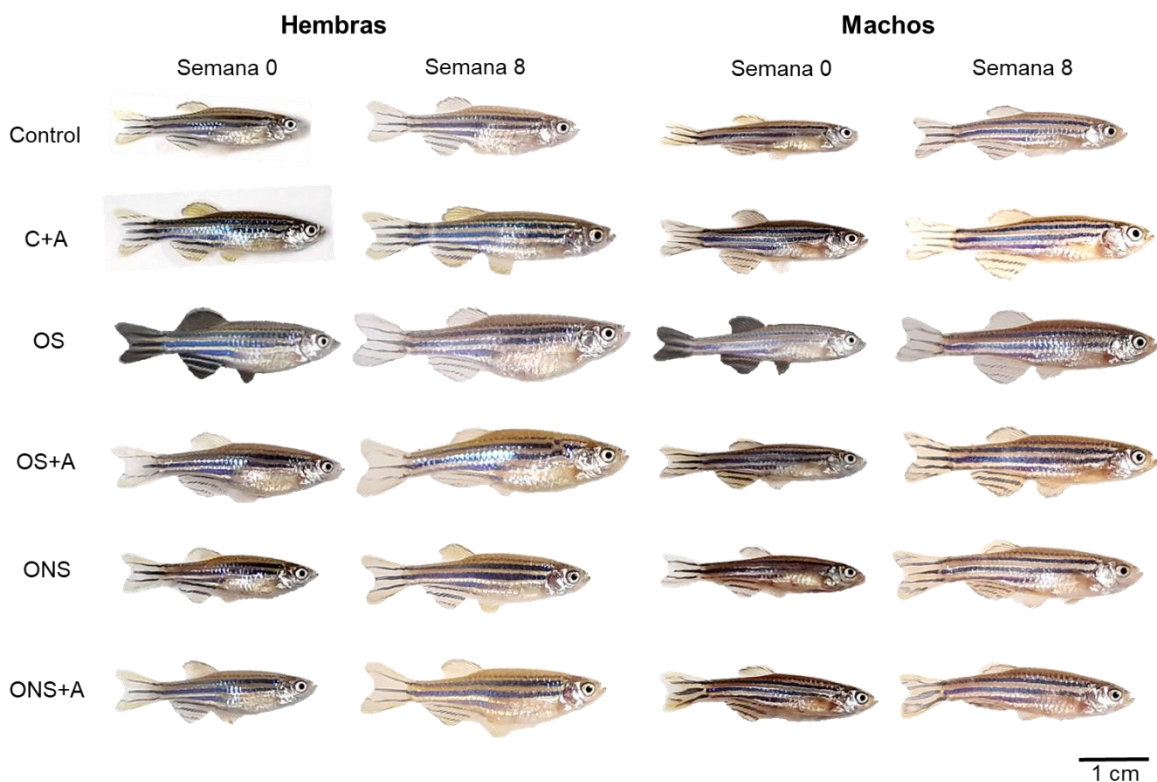 Hembras Machos
Semana 0 Semana 8 Semana 0 Semana 8
Control
C+A
OS
OS+A
ONS
ONS+A
1 cm